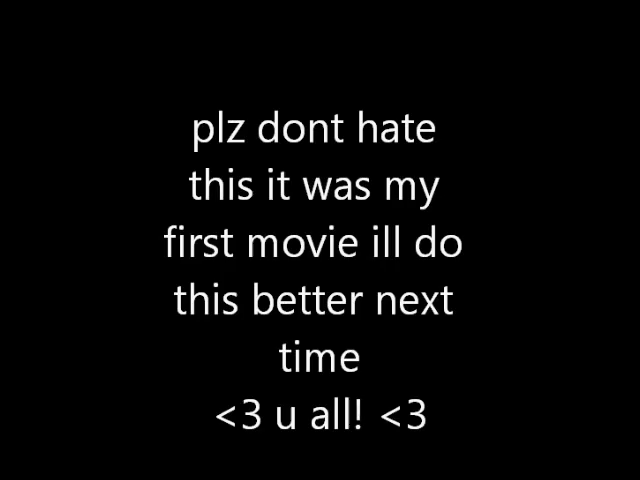 plz dont hate
this it was my
first movie ill do
this better next
time
<3 u all! <3